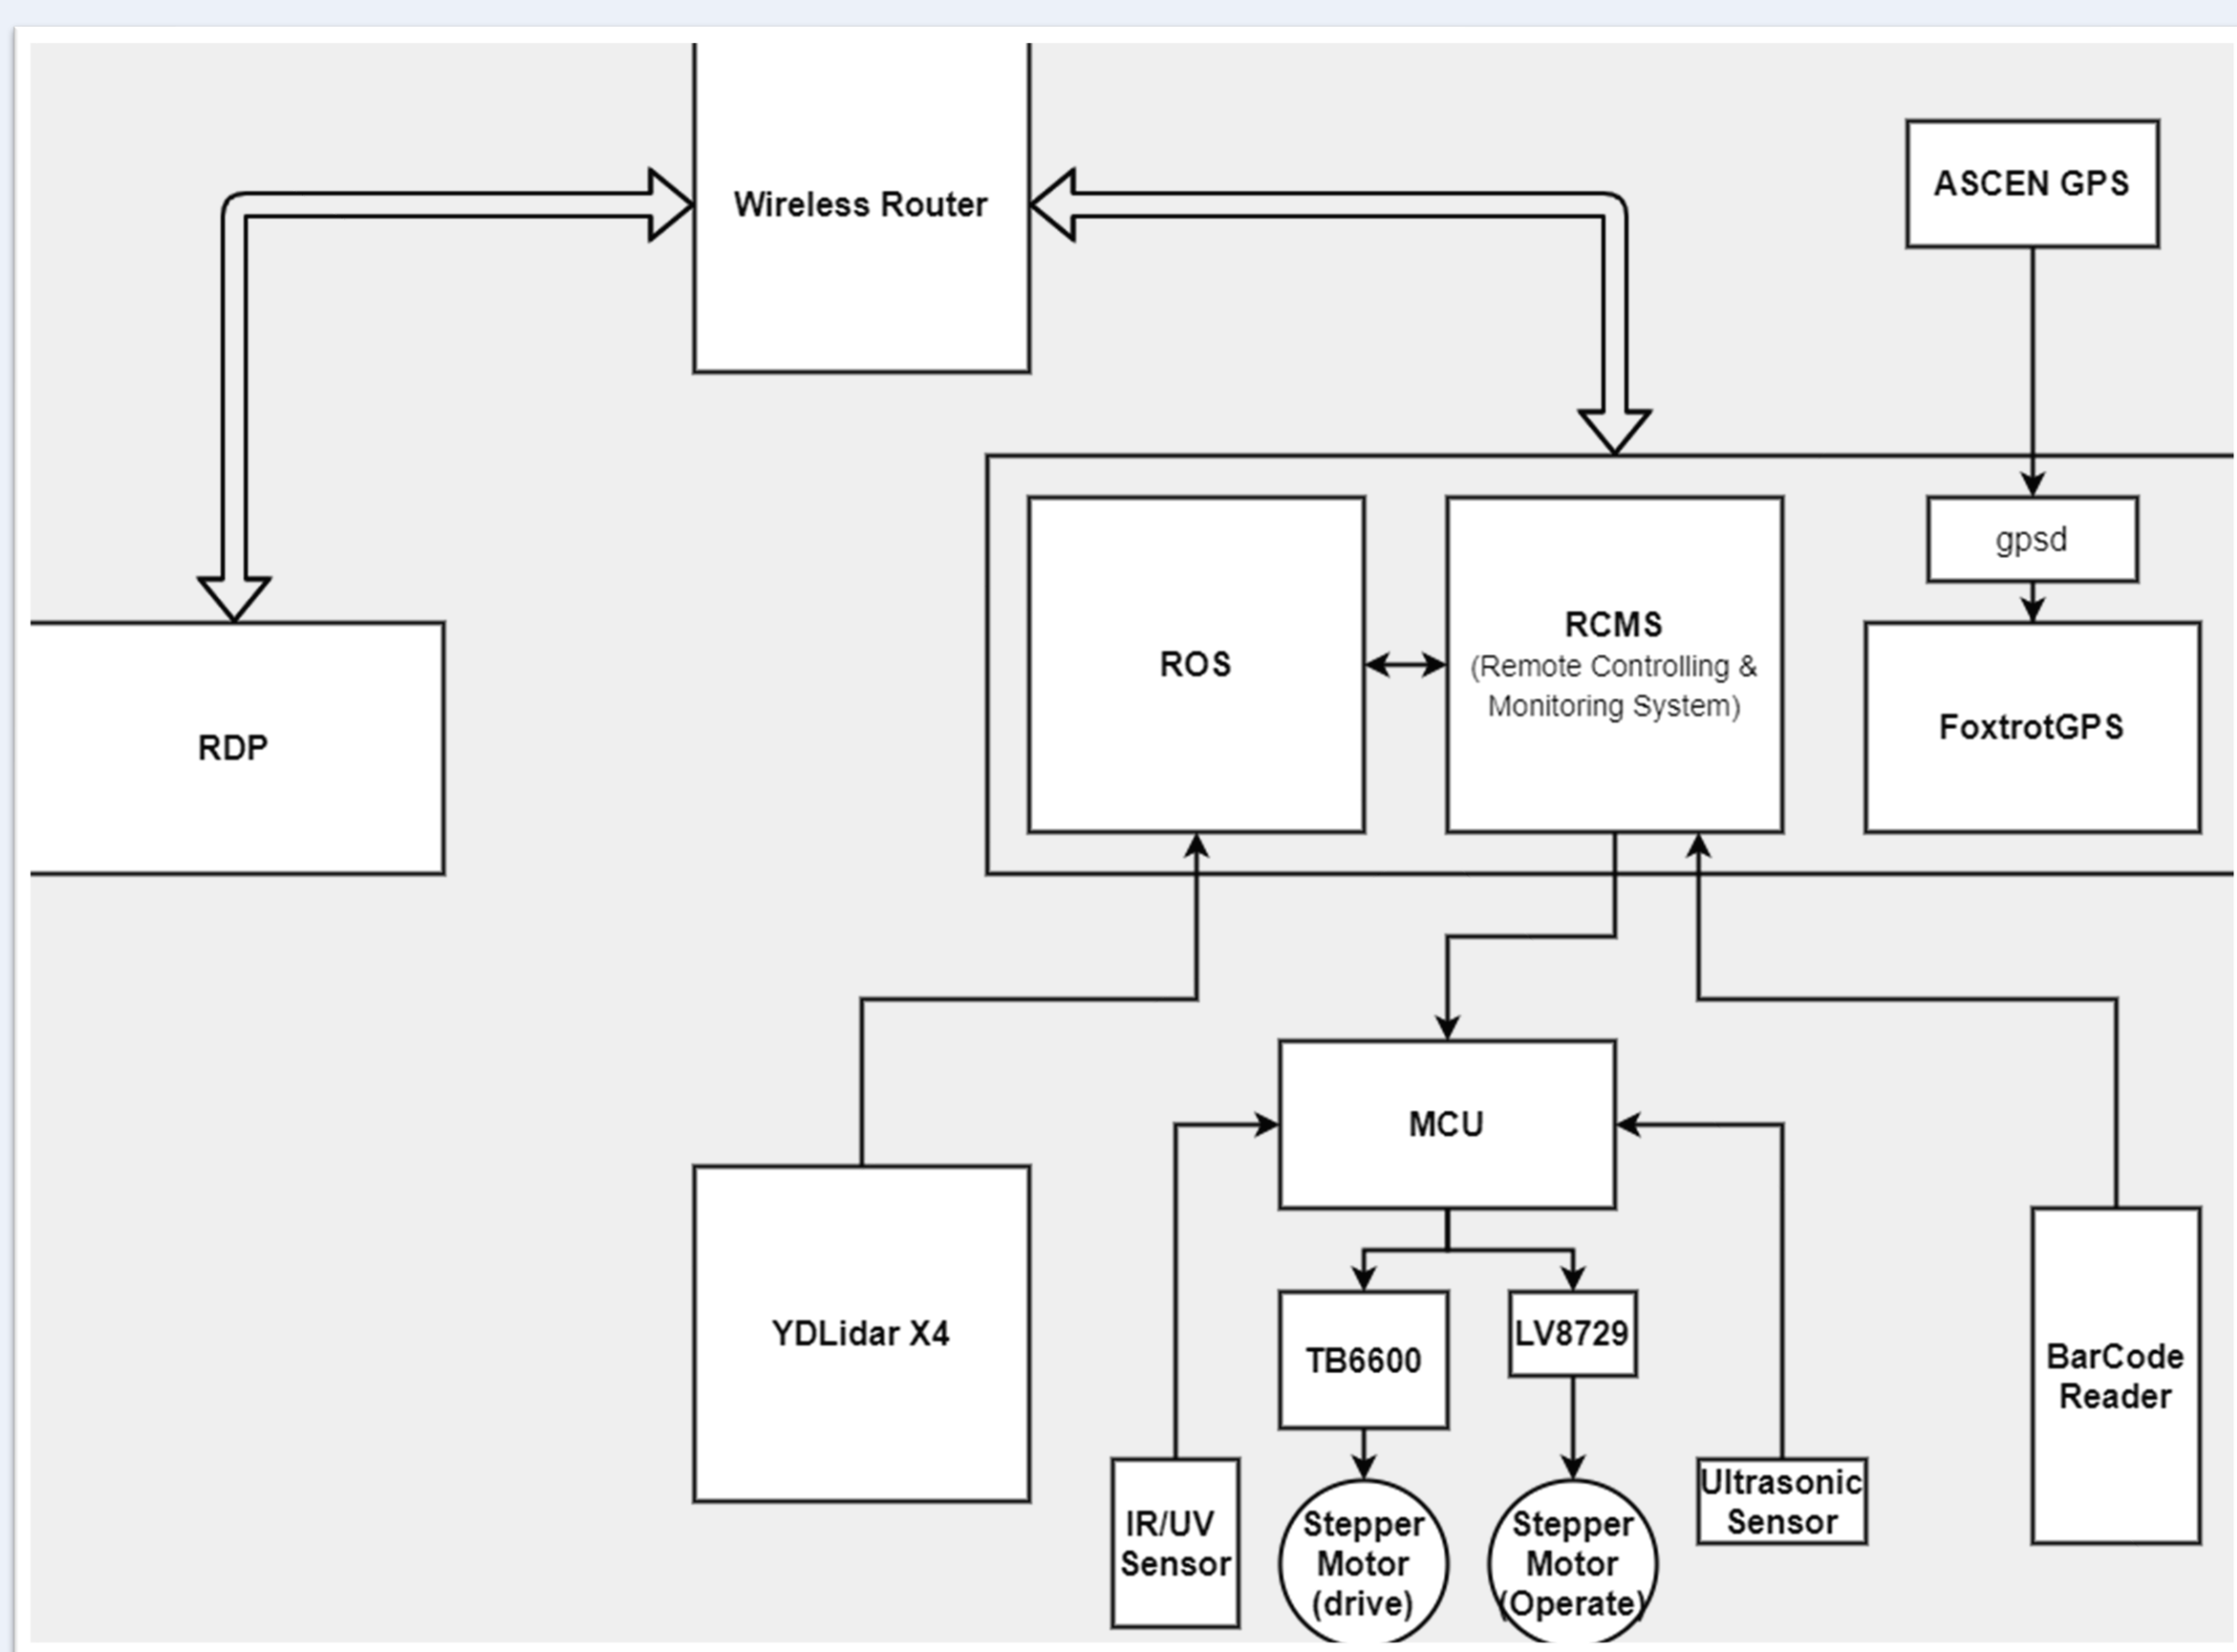 Wireless Router
ASCEN GPS
gpsd
ROS
RCMS
(Remote Controlling &
Monitoring System)
FoxtrotGPS
RDP
MCU
YDLidar X4
TB6600
LV8729
BarCode
Reader
IR/UV
Sensor
Stepper
Motor
(drive)
Stepper
Motor
(Operate)
Ultrasonic
Sensor